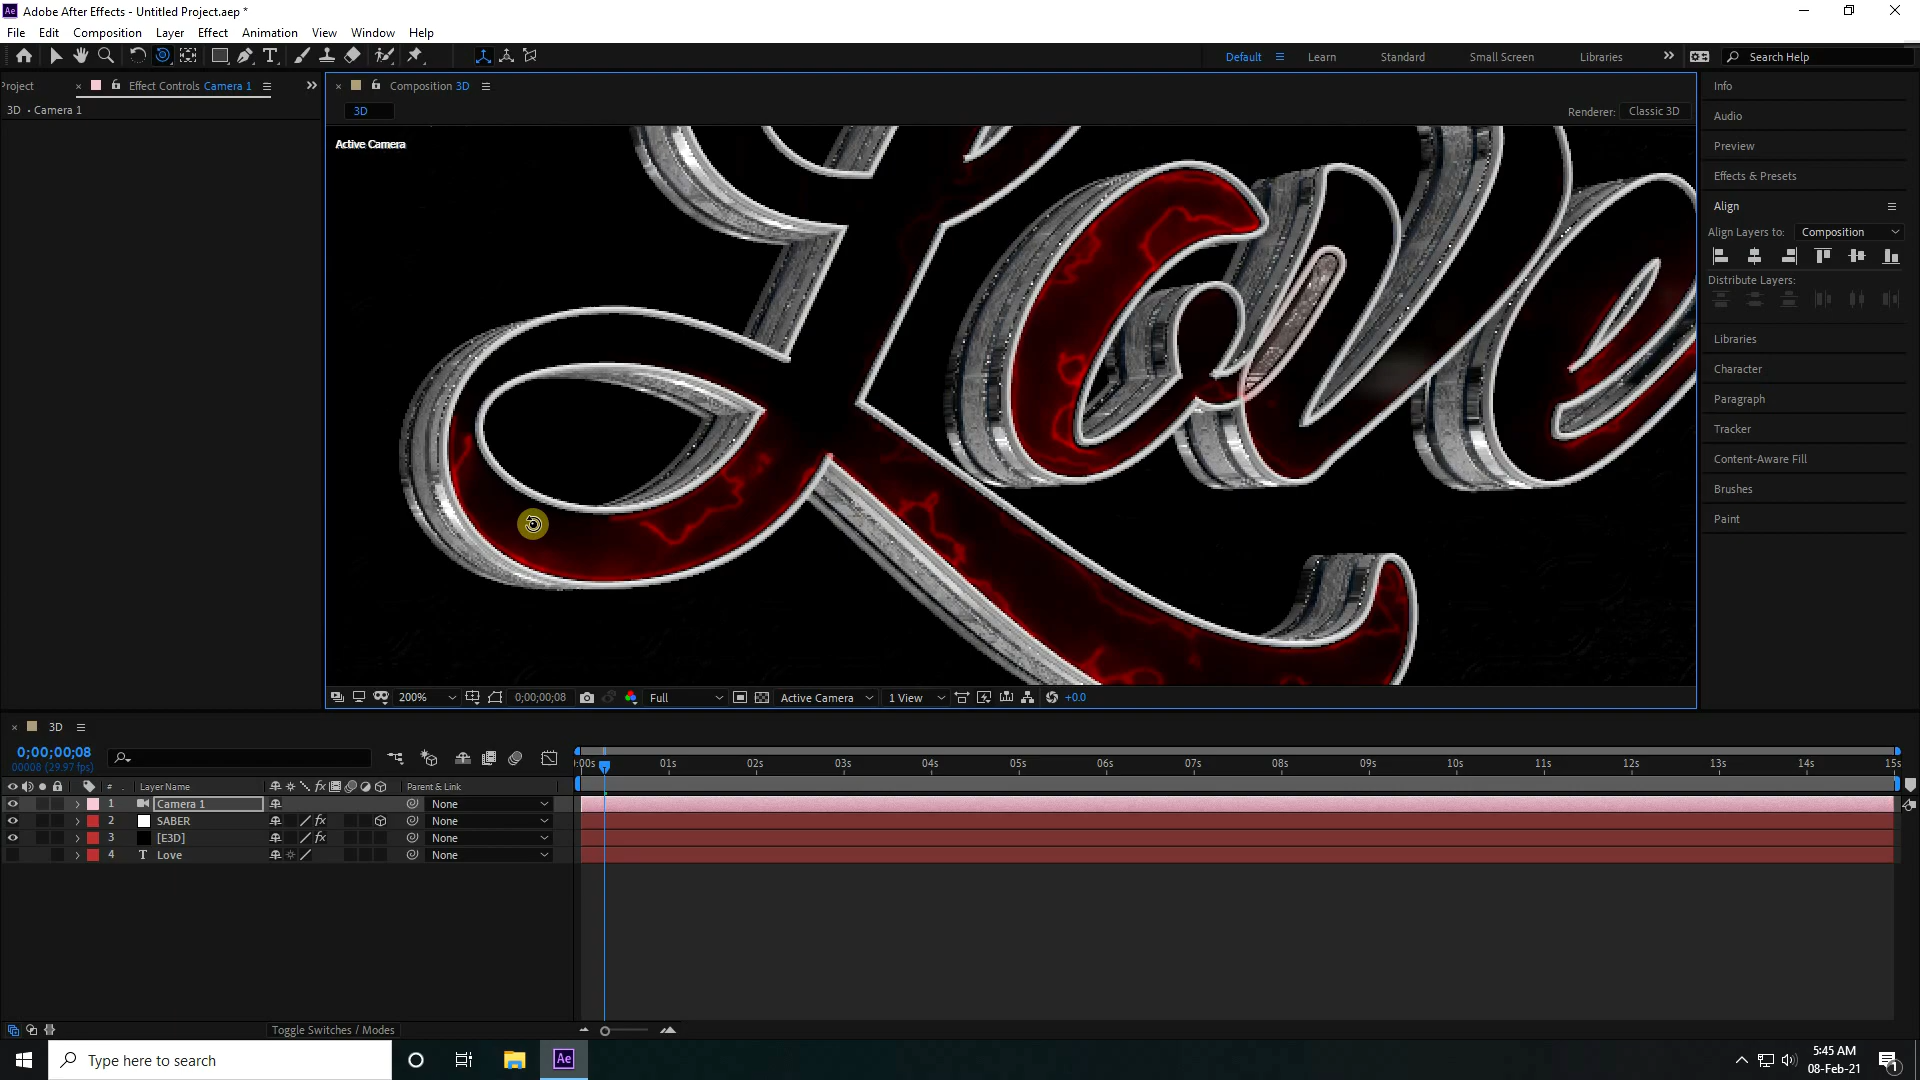 Adobe After Effects - Untitled Project.aep *
File Edit Composition Layer Effect Animation View Window Help
Default Learn Standard Small Screen Libraries Search Help
Project Effect Controls Camera 1 Composition 3D Info
3D • Camera 1
3D Renderer: Classic 3D
Audio
Active Camera
Preview
Effects & Presets
Align
Align Layers to: Composition
Distribute Layers:
Libraries
Character
Paragraph
Tracker
Content-Aware Fill
Brushes
Paint
Love
200% 0;00;00;08 Full Active Camera 1 View +0.0
3D
0;00;00;08
00008 (29.97 fps)
:00s 01s 02s 03s 04s 05s 06s 07s 08s 09s 10s 11s 12s 13s 14s 15s
# Layer Name Parent & Link
1 Camera 1 None
2 SABER fx None
3 [E3D] fx None
4 T Love None
Toggle Switches / Modes
Type here to search
Ae
5:45 AM
08-Feb-21
1